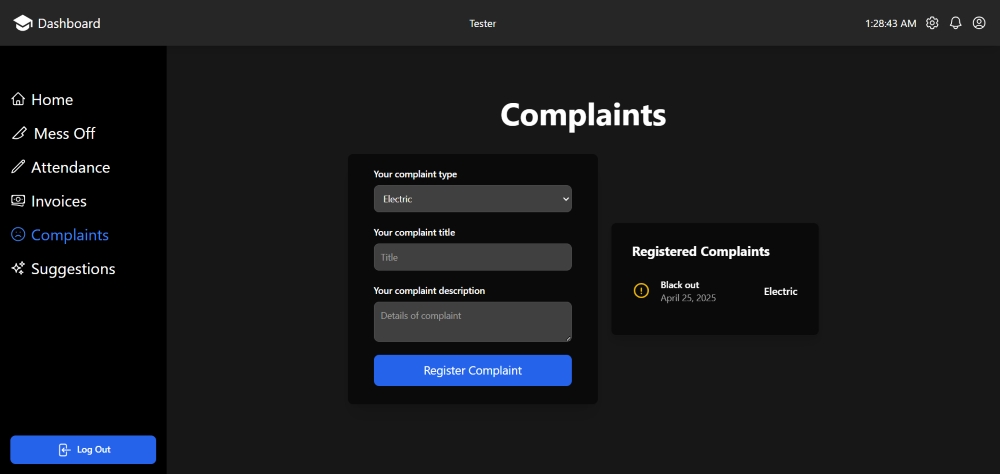 Dashboard
Tester
1:28:43 AM
Home
Mess Off
Attendance
Invoices
Complaints
Suggestions
Log Out
Complaints
Your complaint type
Electric
Your complaint title
Title
Your complaint description
Details of complaint
Register Complaint
Registered Complaints
Black out
April 25, 2025
Electric